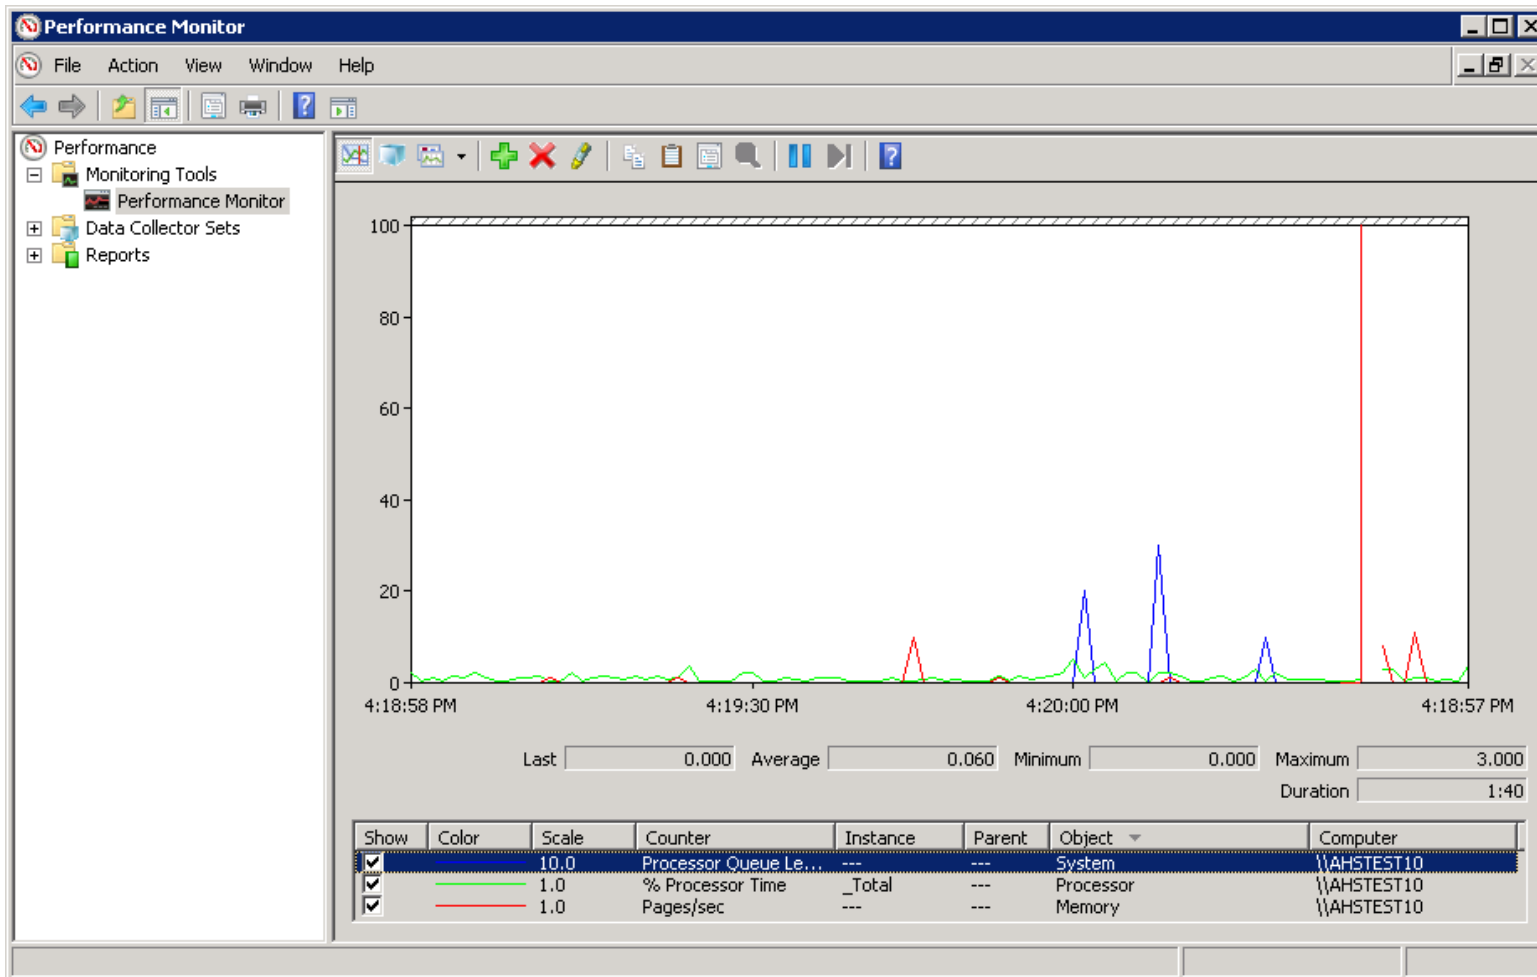 Performance Monitor
File Action View Window Help
Performance
Monitoring Tools
Performance Monitor
Data Collector Sets
Reports
100
80
60
40
20
0
4:18:58 PM 4:19:30 PM 4:20:00 PM 4:18:57 PM
Last 0.000 Average 0.060 Minimum 0.000 Maximum 3.000
Duration 1:40
Show Color Scale Counter Instance Parent Object Computer
10.0 Processor Queue Le... --- --- System \\AHSTEST10
1.0 % Processor Time _Total --- Processor \\AHSTEST10
1.0 Pages/sec --- --- Memory \\AHSTEST10